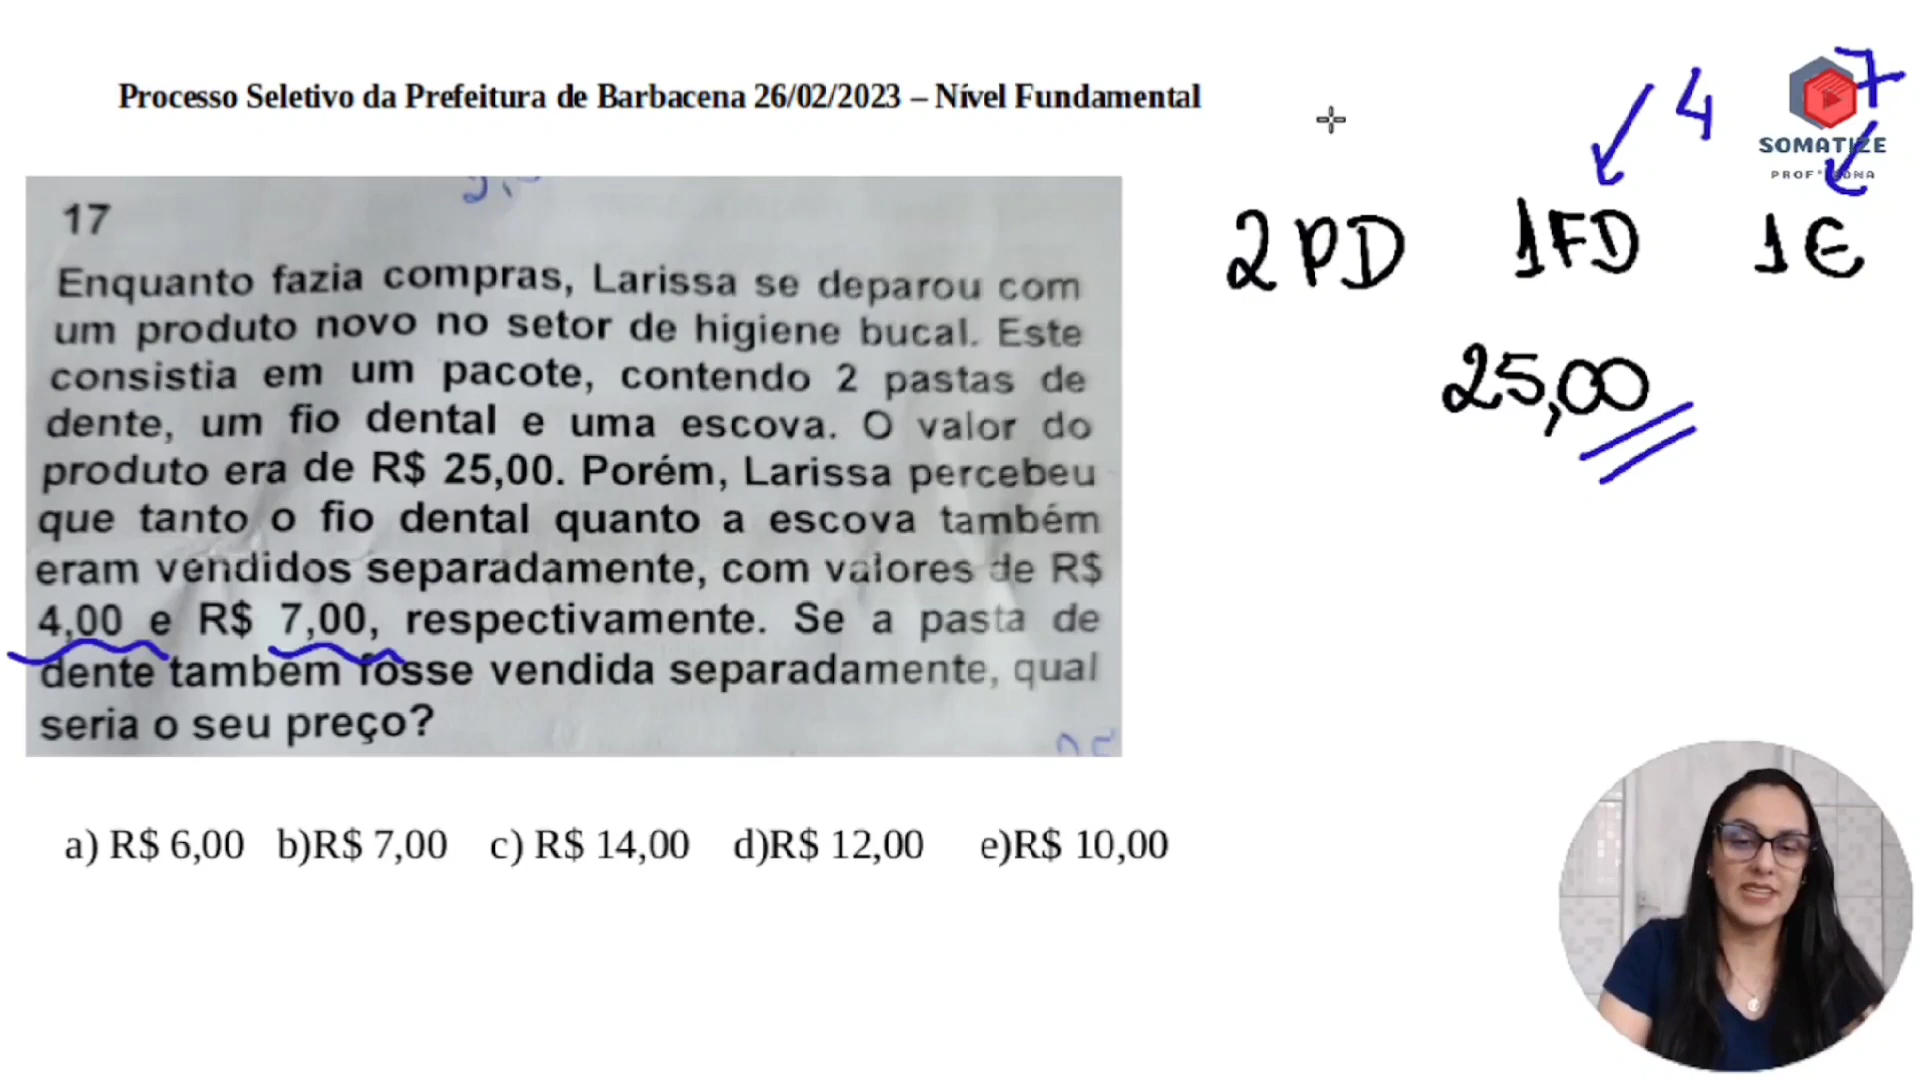 Processo Seletivo da Prefeitura de Barbacena 26/02/2023 – Nível Fundamental
17
Enquanto fazia compras, Larissa se deparou com
um produto novo no setor de higiene bucal. Este
consistia em um pacote, contendo 2 pastas de
dente, um fio dental e uma escova. O valor do
produto era de R$ 25,00. Porém, Larissa percebeu
que tanto o fio dental quanto a escova também
eram vendidos separadamente, com valores de R$
4,00 e R$ 7,00, respectivamente. Se a pasta de
dente também fosse vendida separadamente, qual
seria o seu preço?
a) R$ 6,00 b)R$ 7,00 c) R$ 14,00 d)R$ 12,00 e)R$ 10,00
4 7
SOMATIZE
2 PD 1 FD 1 E
25,00